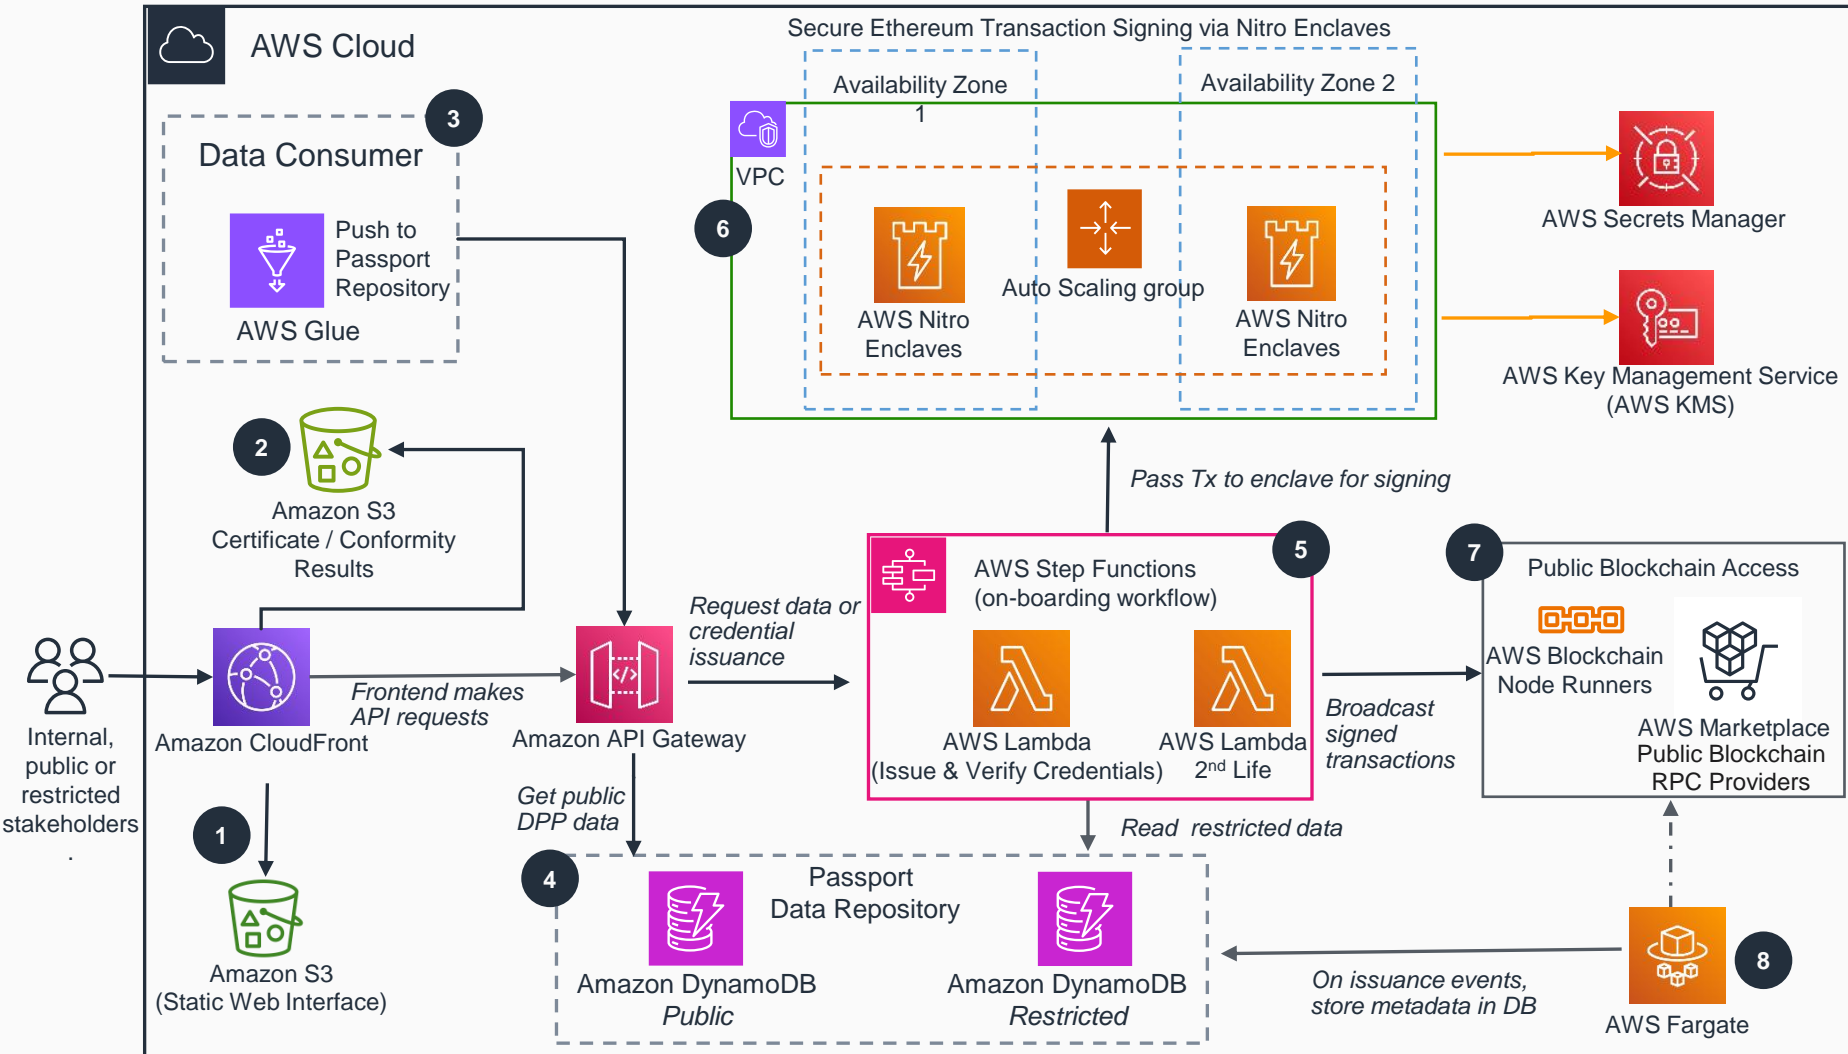 AWS Cloud
Secure Ethereum Transaction Signing via Nitro Enclaves
Availability Zone
1
Availability Zone 2
3
Data Consumer
Push to
Passport
Repository
AWS Glue
VPC
6
AWS Nitro
Enclaves
Auto Scaling group
AWS Nitro
Enclaves
AWS Secrets Manager
AWS Key Management Service
(AWS KMS)
2
Amazon S3
Certificate / Conformity
Results
Pass Tx to enclave for signing
5
AWS Step Functions
(on-boarding workflow)
AWS Lambda
(Issue & Verify Credentials)
AWS Lambda
2nd Life
7
Public Blockchain Access
AWS Blockchain
Node Runners
AWS Marketplace
Public Blockchain
RPC Providers
Request data or
credential
issuance
Internal,
public or
restricted
stakeholders
.
Amazon CloudFront
Frontend makes
API requests
</>
Amazon API Gateway
Broadcast
signed
transactions
Get public
DPP data
Read restricted data
1
Amazon S3
(Static Web Interface)
4
Passport
Data Repository
Amazon DynamoDB
Public
Amazon DynamoDB
Restricted
On issuance events,
store metadata in DB
8
AWS Fargate